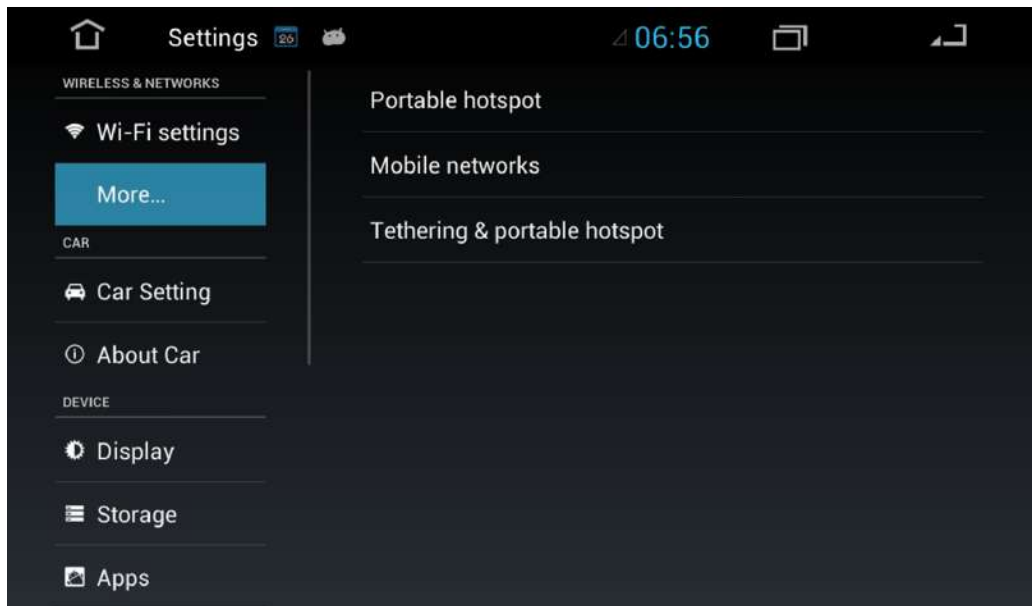 Settings 26 06:56
WIRELESS & NETWORKS
Wi-Fi settings
More...
CAR
Car Setting
About Car
DEVICE
Display
Storage
Apps
Portable hotspot
Mobile networks
Tethering & portable hotspot